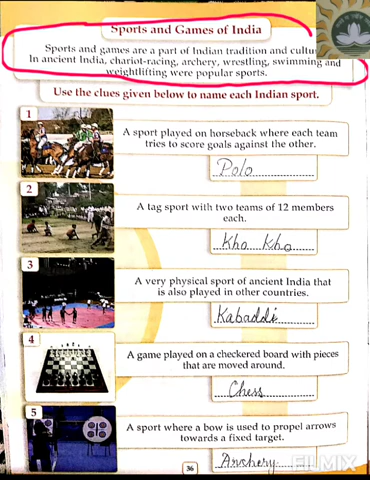 Sports and Games of India
Sports and games are a part of Indian tradition and cultu
In ancient India, chariot-racing, archery, wrestling, swimming and
weightlifting were popular sports.
Use the clues given below to name each Indian sport.
1
A sport played on horseback where each team
tries to score goals against the other.
Polo
2
A tag sport with two teams of 12 members
each.
Kho Kho
3
A very physical sport of ancient India that
is also played in other countries.
Kabaddi
4
A game played on a checkered board with pieces
that are moved around.
Chess
5
A sport where a bow is used to propel arrows
towards a fixed target.
Archery
36